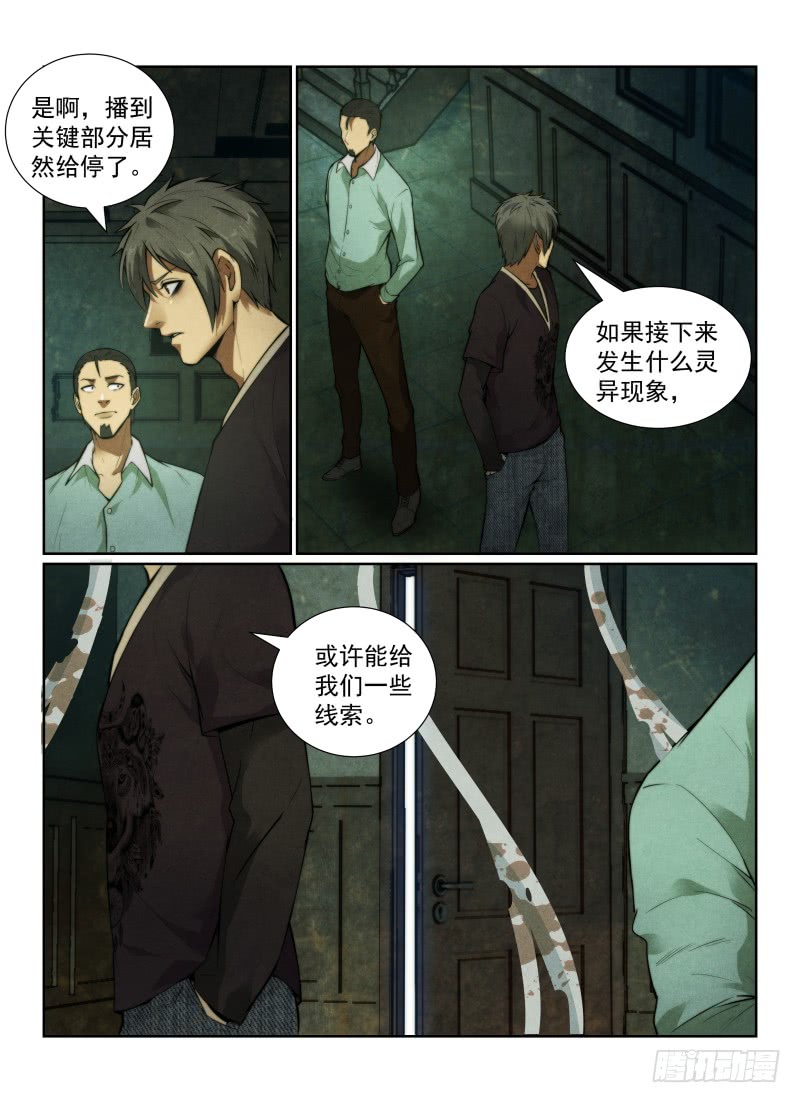 是啊，播到
关键部分居
然给停了。
如果接下来
发生什么灵
异现象，
或许能给
我们一些
线索。
腾讯动漫